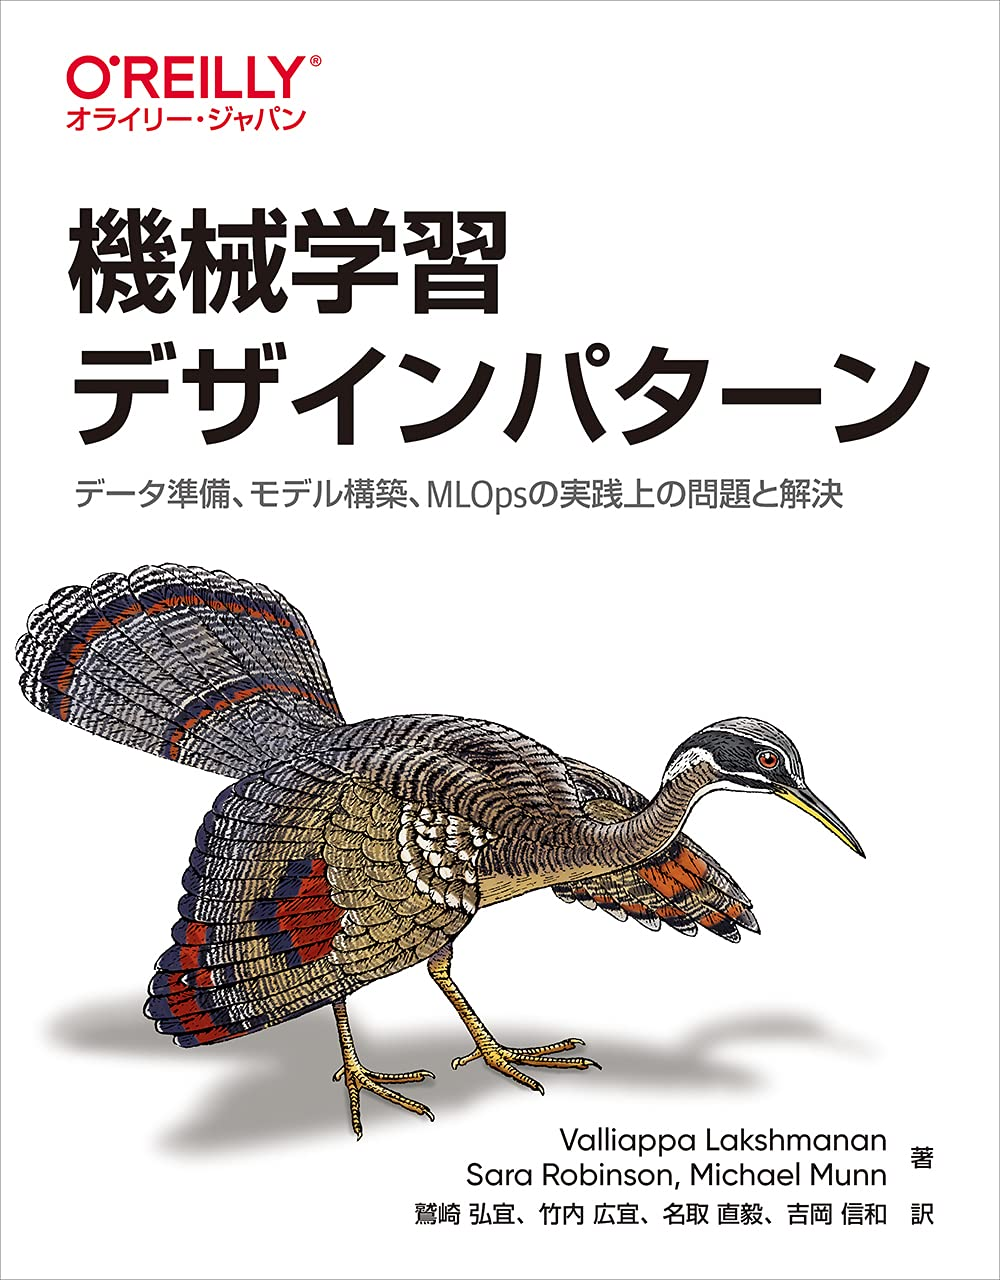 O'REILLY®
オライリー・ジャパン
機械学習
デザインパターン
データ準備、モデル構築、MLOpsの実践上の問題と解決
Valliappa Lakshmanan
Sara Robinson, Michael Munn 著
鷲崎 弘宜、竹内 広宜、名取 直毅、吉岡 信和 訳